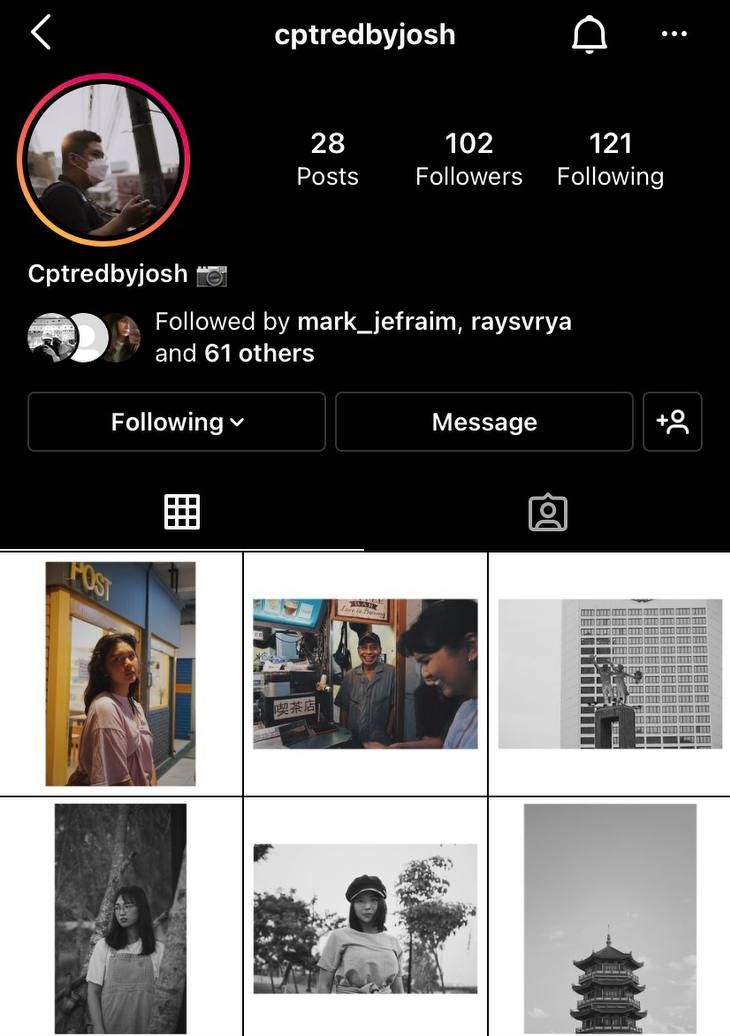 cptredbyjosh
28 102 121
Posts Followers Following
Cptredbyjosh
Followed by mark_jefraim, raysvrya
and 61 others
Following Message
POST
BAR
喫茶店